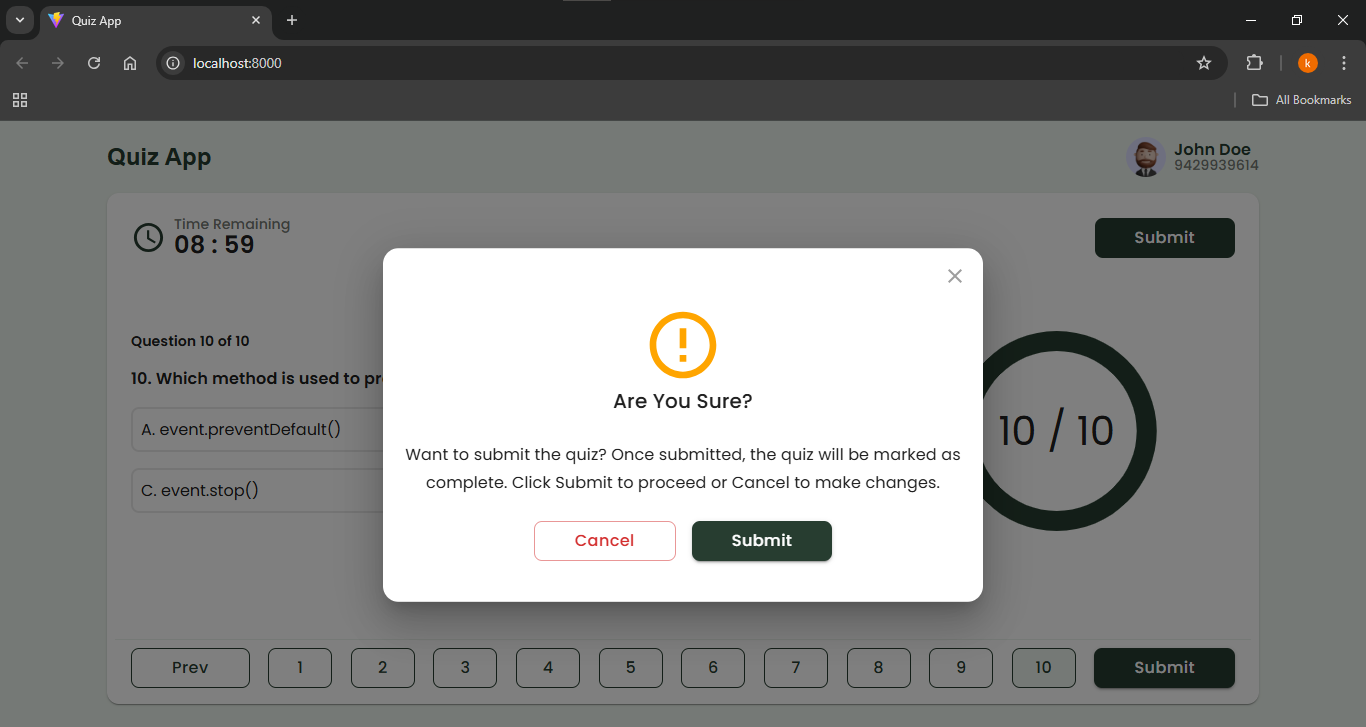 Quiz App
localhost:8000
All Bookmarks
Quiz App
John Doe
9429939614
Time Remaining
08 : 59
Submit
Question 10 of 10
10. Which method is used to pr
A. event.preventDefault()
C. event.stop()
10 / 10
Are You Sure?
Want to submit the quiz? Once submitted, the quiz will be marked as
complete. Click Submit to proceed or Cancel to make changes.
Cancel Submit
Prev 1 2 3 4 5 6 7 8 9 10 Submit
k